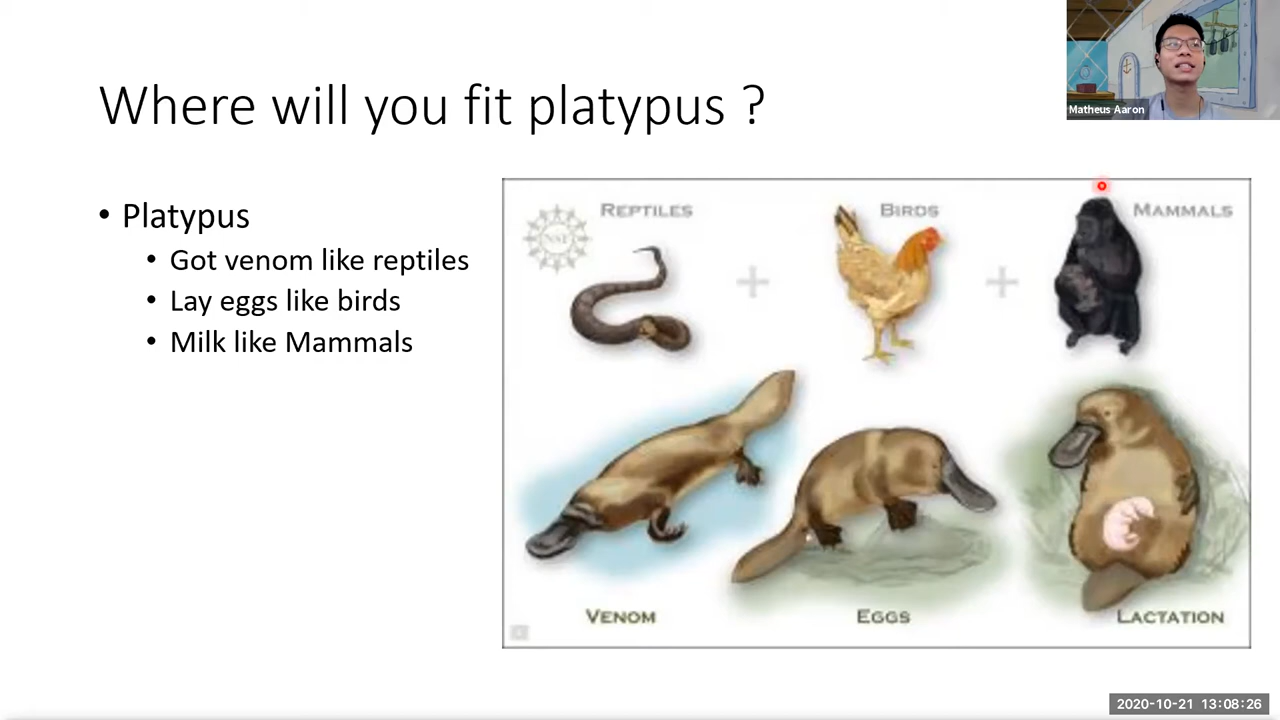 Where will you fit platypus ?
Matheus Aaron
• Platypus
• Got venom like reptiles
• Lay eggs like birds
• Milk like Mammals
REPTILES
BIRDS
MAMMALS
NSF
VENOM
EGGS
LACTATION
2020-10-21 13:08:26